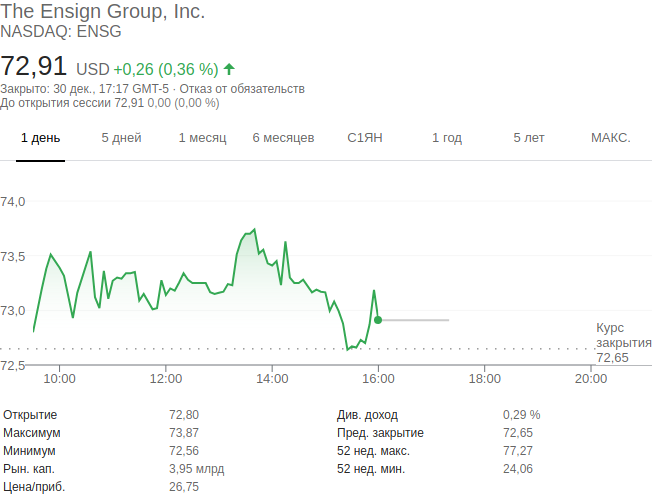 The Ensign Group, Inc.
NASDAQ: ENSG
72,91 USD +0,26 (0,36 %)
Закрыто: 30 дек., 17:17 GMT-5 · Отказ от обязательств
До открытия сессии 72,91 0,00 (0,00 %)
1 день 5 дней 1 месяц 6 месяцев С1ЯН 1 год 5 лет МАКС.
74,0
73,5
73,0
Курс
закрытия
72,65
72,5
10:00 12:00 14:00 16:00 18:00 20:00
Открытие 72,80 Див. доход 0,29 %
Максимум 73,87 Пред. закрытие 72,65
Минимум 72,56 52 нед. макс. 77,27
Рын. кап. 3,95 млрд 52 нед. мин. 24,06
Цена/приб. 26,75